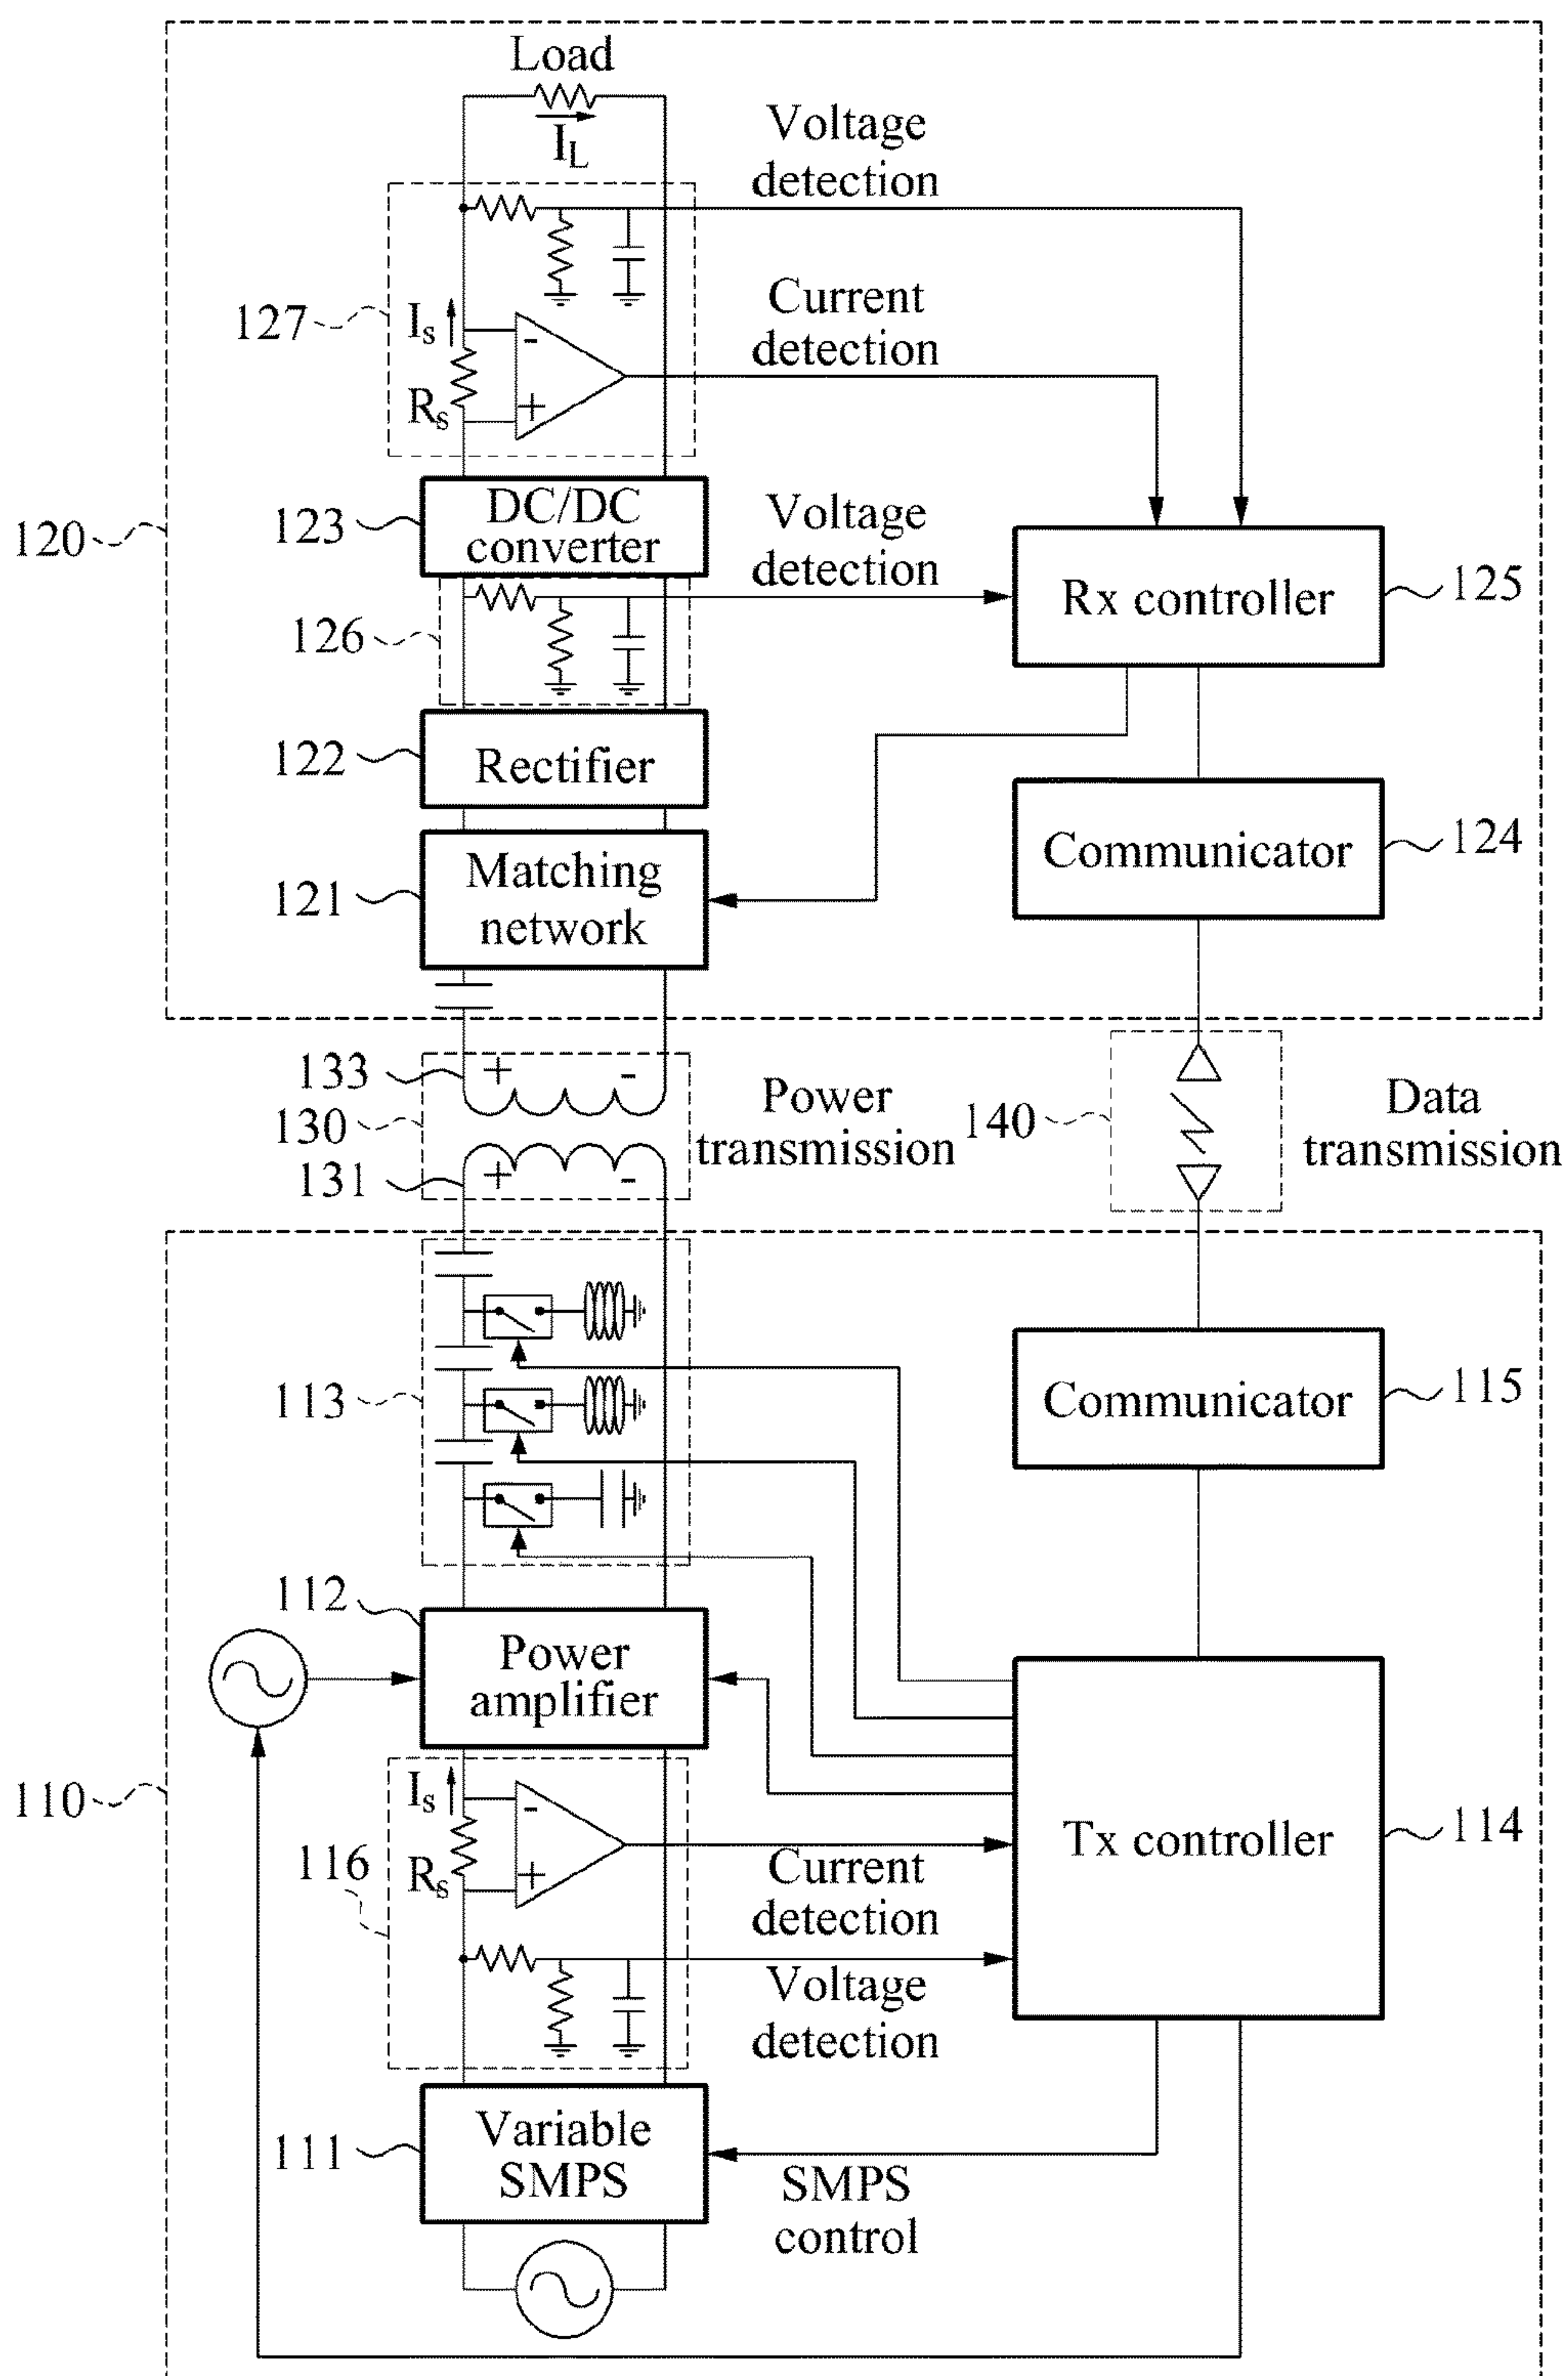 Load
I_L
Voltage
detection
127
I_S
R_S
-
+
Current
detection
120
123
DC/DC
converter
Voltage
detection
Rx controller
125
126
122
Rectifier
121
Matching
network
Communicator
124
133
+
-
130
Power
transmission
140
Data
transmission
131
+
-
113
Communicator
115
112
Power
amplifier
110
I_S
R_S
-
+
116
Current
detection
Tx controller
114
Voltage
detection
111
Variable
SMPS
SMPS
control